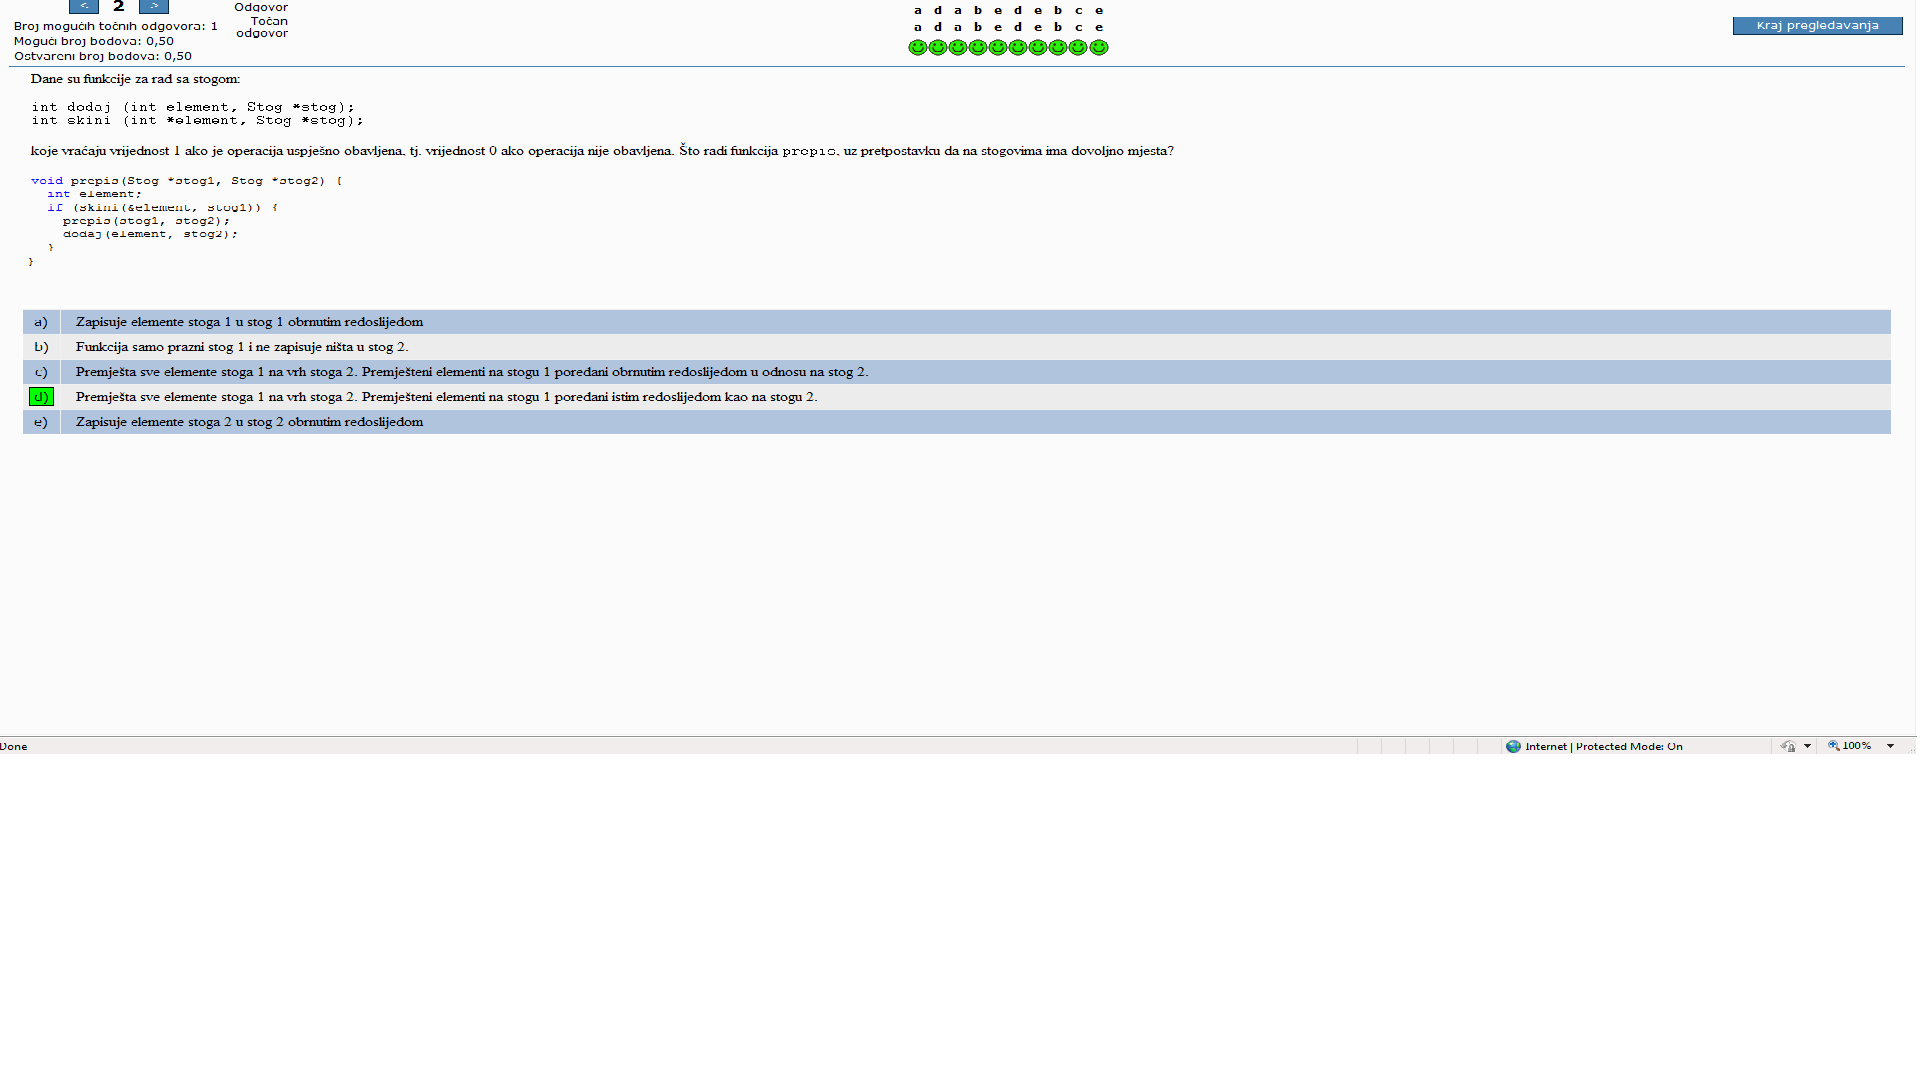 < 2 >
Odgovor a d a b e d e b c e
Točan odgovor a d a b e d e b c e
Broj mogućih točnih odgovora: 1
Mogući broj bodova: 0,50
Ostvareni broj bodova: 0,50
Kraj pregledavanja
Dane su funkcije za rad sa stogom:
int dodaj (int element, Stog *stog);
int skini (int *element, Stog *stog);
koje vraćaju vrijednost 1 ako je operacija uspješno obavljena, tj. vrijednost 0 ako operacija nije obavljena. Što radi funkcija prepis, uz pretpostavku da na stogovima ima dovoljno mjesta?
void prepis(Stog *stog1, Stog *stog2) {
int element;
if (skini(&element, stog1)) {
prepis(stog1, stog2);
dodaj(element, stog2);
}
}
a) Zapisuje elemente stoga 1 u stog 1 obrnutim redoslijedom
b) Funkcija samo prazni stog 1 i ne zapisuje ništa u stog 2.
c) Premješta sve elemente stoga 1 na vrh stoga 2. Premješteni elementi na stogu 1 poredani obrnutim redoslijedom u odnosu na stog 2.
d) Premješta sve elemente stoga 1 na vrh stoga 2. Premješteni elementi na stogu 1 poredani istim redoslijedom kao na stogu 2.
e) Zapisuje elemente stoga 2 u stog 2 obrnutim redoslijedom
Done
Internet | Protected Mode: On
100%